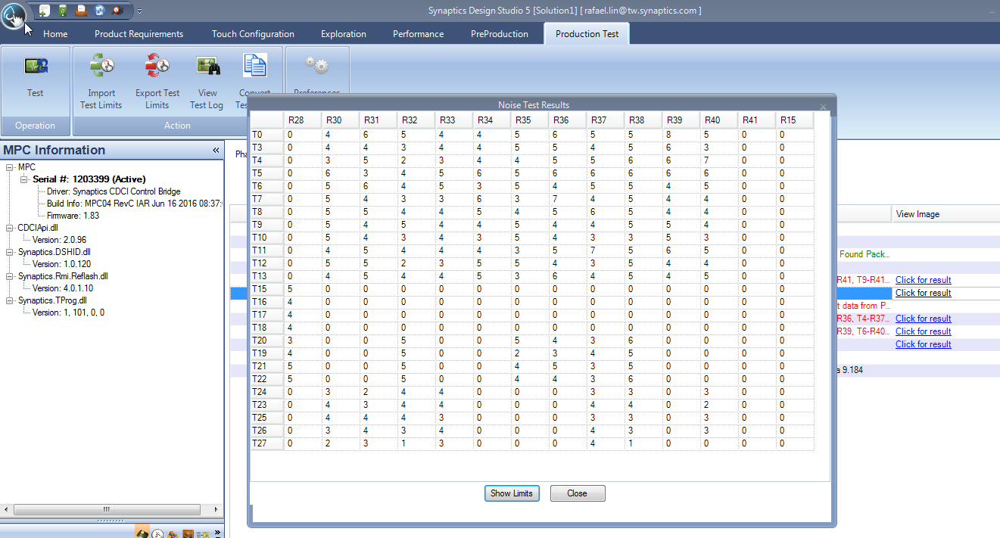 Synaptics Design Studio 5 [Solution1] [ rafael.lin@tw.synaptics.com ]
Home Product Requirements Touch Configuration Exploration Performance PreProduction Production Test
Test Import Test Limits Export Test Limits View Test Log Convert Preferences
Operation Action
MPC Information «
MPC
Serial #: 1203399 (Active)
Driver: Synaptics CDCI Control Bridge
Build Info: MPC04 RevC IAR Jun 16 2016 08:37:
Firmware: 1.83
CDCIApi.dll
Version: 2.0.96
Synaptics.DSHID.dll
Version: 1.0.120
Synaptics.Rmi.Reflash.dll
Version: 4.0.1.10
Synaptics.TProg.dll
Version: 1, 101, 0, 0
Noise Test Results
R28 R30 R31 R32 R33 R34 R35 R36 R37 R38 R39 R40 R41 R15
T0 0 4 6 5 4 4 5 6 5 5 8 5 0 0
T3 0 4 4 3 4 4 5 5 5 5 6 3 0 0
T4 0 3 5 2 3 4 4 5 5 6 6 7 0 0
T5 0 6 3 4 5 6 5 6 6 6 6 6 0 0
T6 0 5 6 4 5 3 5 4 5 5 4 5 0 0
T7 0 5 4 3 3 6 3 7 4 5 4 4 0 0
T8 0 5 5 4 4 5 4 5 6 5 4 4 0 0
T9 0 5 4 5 4 4 5 4 4 5 5 4 0 0
T10 0 5 4 3 4 3 5 4 3 3 5 3 0 0
T11 0 4 5 4 4 4 3 5 7 5 6 5 0 0
T12 0 5 5 2 3 5 5 4 3 5 4 4 0 0
T13 0 4 5 4 4 5 3 6 4 5 4 5 0 0
T15 5 0 0 0 0 0 0 0 0 0 0 0 0 0
T16 4 0 0 0 0 0 0 0 0 0 0 0 0 0
T17 4 0 0 0 0 0 0 0 0 0 0 0 0 0
T18 4 0 0 0 0 0 0 0 0 0 0 0 0 0
T20 3 0 0 5 0 0 5 4 3 6 0 0 0 0
T19 4 0 0 5 0 0 2 3 4 5 0 0 0 0
T21 5 0 0 5 0 0 4 5 3 5 0 0 0 0
T22 5 0 0 5 0 0 4 4 3 6 0 0 0 0
T24 0 3 2 4 4 0 0 0 3 3 0 3 0 0
T23 0 4 3 4 4 0 0 0 4 4 0 2 0 0
T25 0 4 4 4 3 0 0 0 3 3 0 3 0 0
T26 0 3 4 3 4 0 0 0 4 3 0 3 0 0
T27 0 2 3 1 3 0 0 0 4 1 0 0 0 0
Show Limits Close
View Image
Found Pack...
R41, T9-R41... Click for result
Click for result
t data from P...
R36, T4-R37... Click for result
R39, T6-R40... Click for result
Click for result
9.184